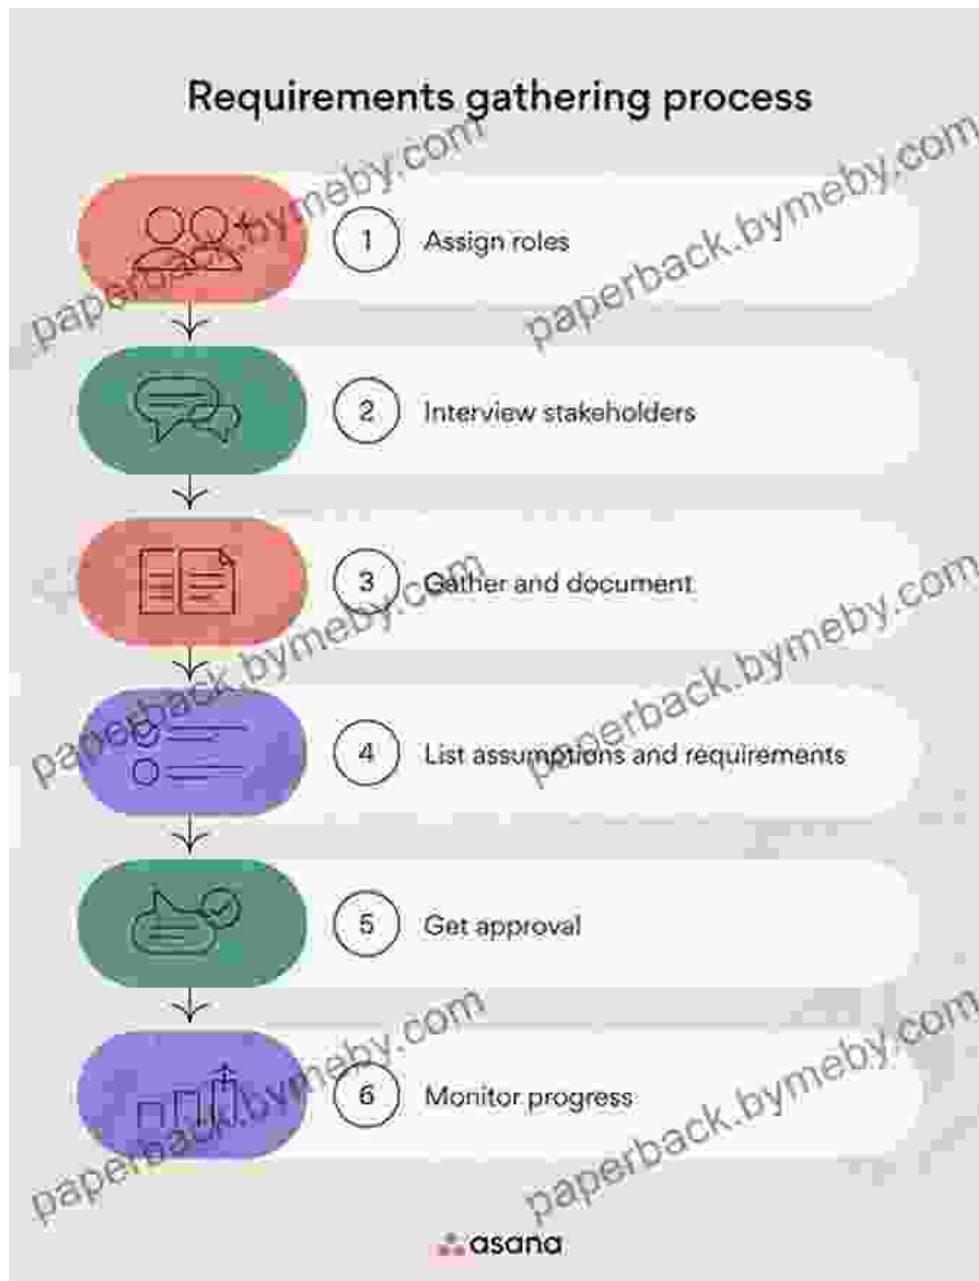 Requirements gathering process
paperback.bymeby.com
paperback.bymeby.com
1 Assign roles
2 Interview stakeholders
3 Gather and document
paperback.bymeby.com
paperback.bymeby.com
4 List assumptions and requirements
5 Get approval
6 Monitor progress
paperback.bymeby.com
paperback.bymeby.com
asana